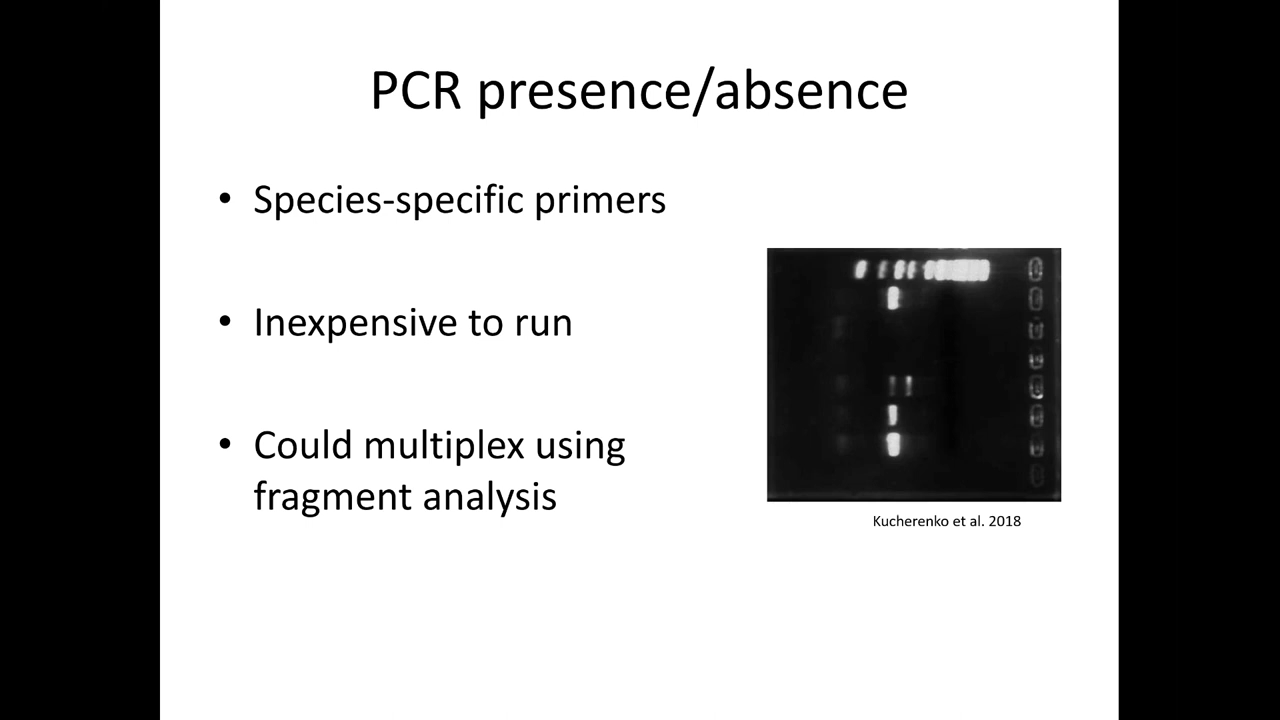 PCR presence/absence
• Species-specific primers
• Inexpensive to run
• Could multiplex using
fragment analysis
Kucherenko et al. 2018